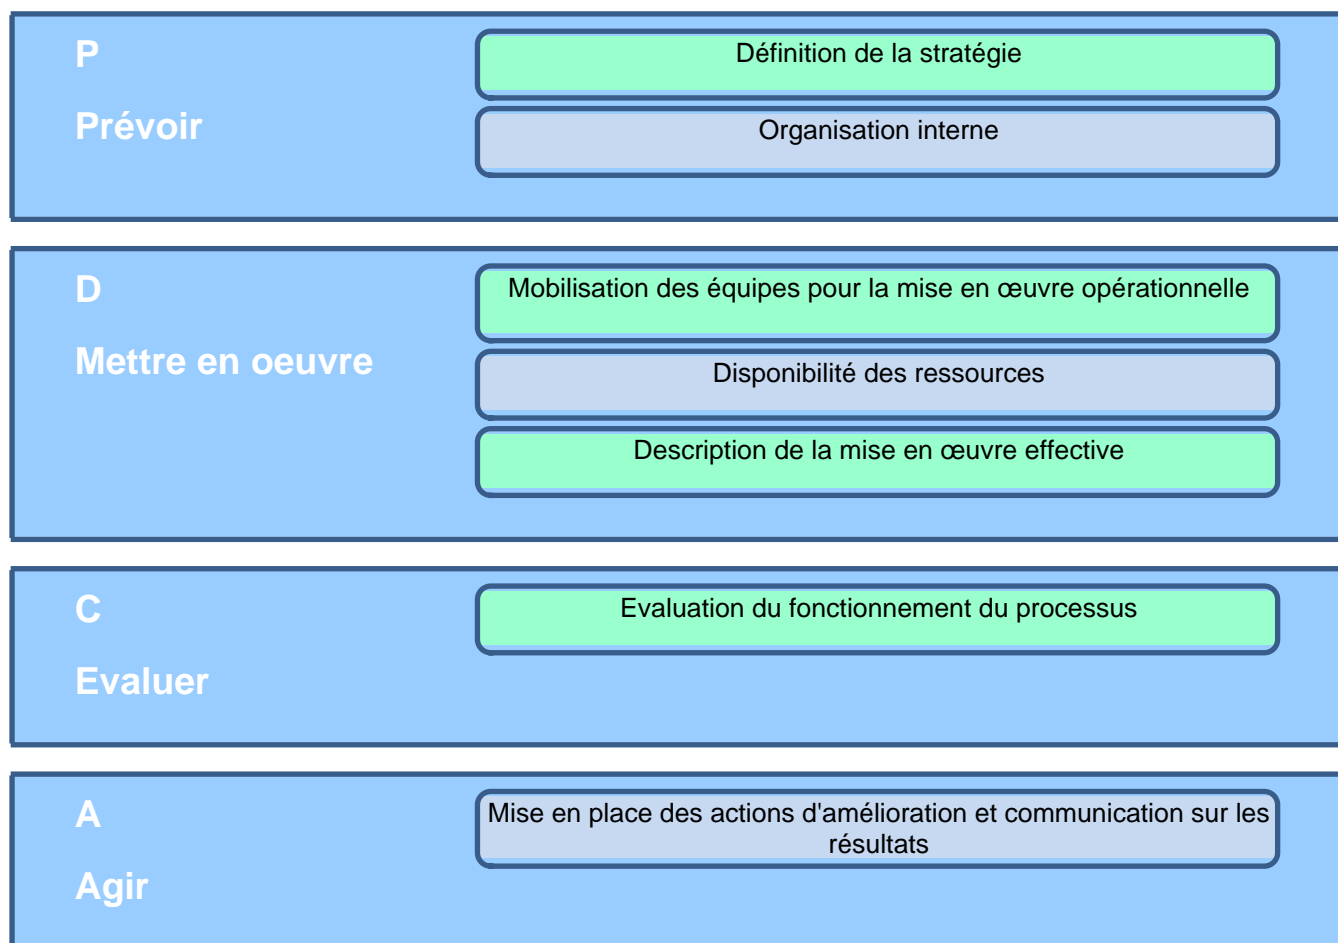 P
Prévoir
Définition de la stratégie
Organisation interne
D
Mettre en oeuvre
Mobilisation des équipes pour la mise en œuvre opérationnelle
Disponibilité des ressources
Description de la mise en œuvre effective
C
Evaluer
Evaluation du fonctionnement du processus
A
Agir
Mise en place des actions d'amélioration et communication sur les
résultats